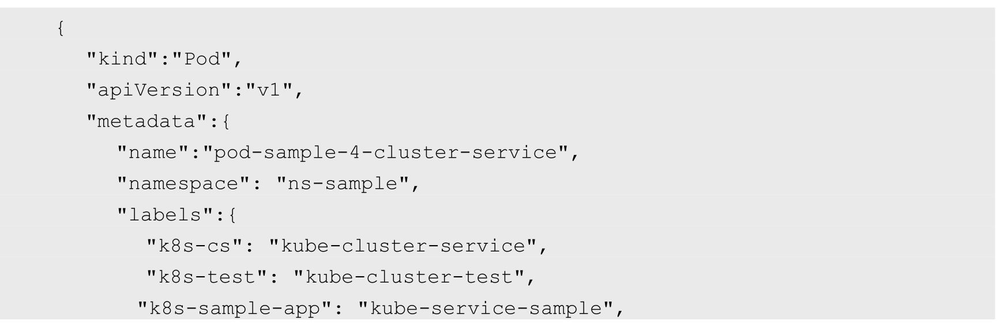 {
"kind":"Pod",
"apiVersion":"v1",
"metadata":{
"name":"pod-sample-4-cluster-service",
"namespace": "ns-sample",
"labels":{
"k8s-cs": "kube-cluster-service",
"k8s-test": "kube-cluster-test",
"k8s-sample-app": "kube-service-sample",